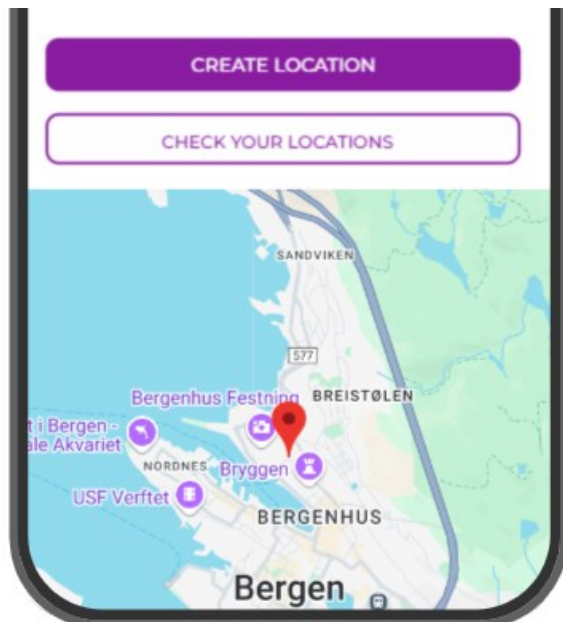 CREATE LOCATION
CHECK YOUR LOCATIONS
SANDVIKEN
577
Bergenhus Festning
BREISTØLEN
t i Bergen -
ale Akvariet
NORDNES
Bryggen
USF Verftet
BERGENHUS
Bergen